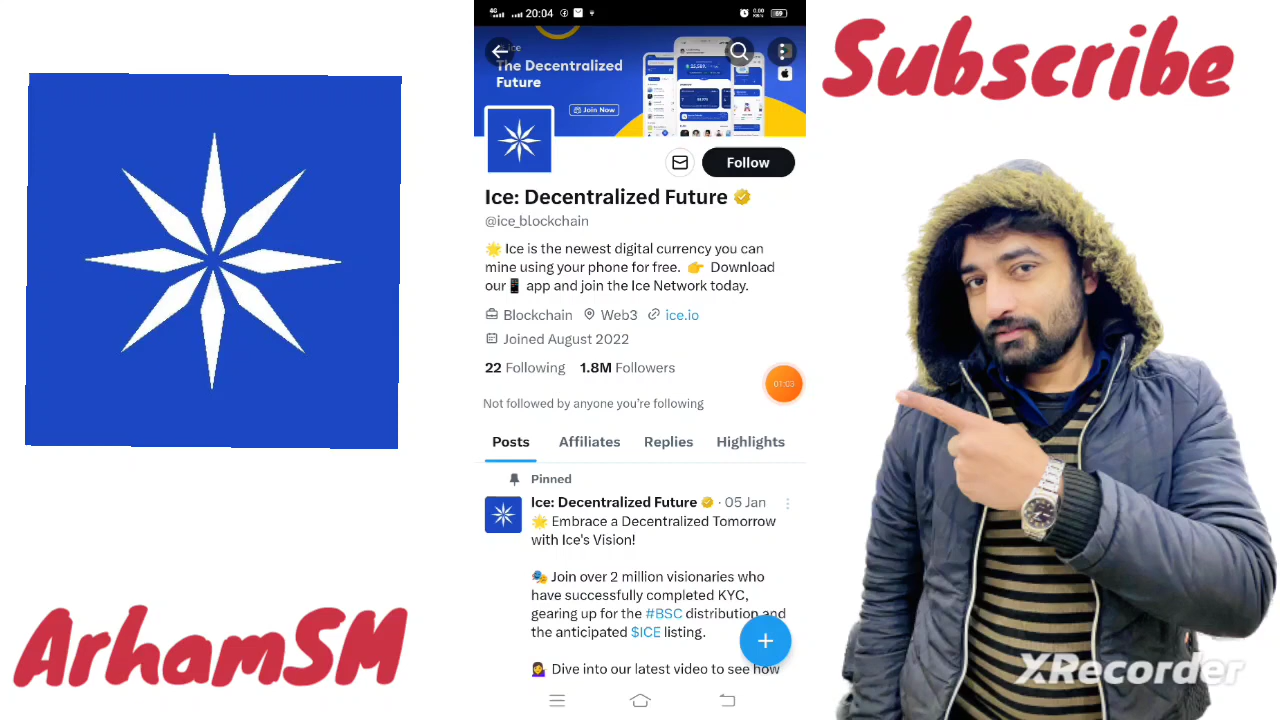 4G 20:04 69
ice
The Decentralized
Future
Join Now
Follow
Ice: Decentralized Future
@ice_blockchain
🌟 Ice is the newest digital currency you can
mine using your phone for free. 👉 Download
our📱 app and join the Ice Network today.
Blockchain Web3 ice.io
Joined August 2022
22 Following 1.8M Followers
Not followed by anyone you're following
Posts Affiliates Replies Highlights
Pinned
Ice: Decentralized Future · 05 Jan
🌟 Embrace a Decentralized Tomorrow
with Ice's Vision!
🎭 Join over 2 million visionaries who
have successfully completed KYC,
gearing up for the #BSC distribution and
the anticipated $ICE listing.
💁‍♀️ Dive into our latest video to see how
Subscribe
ArhamSM
XRecorder